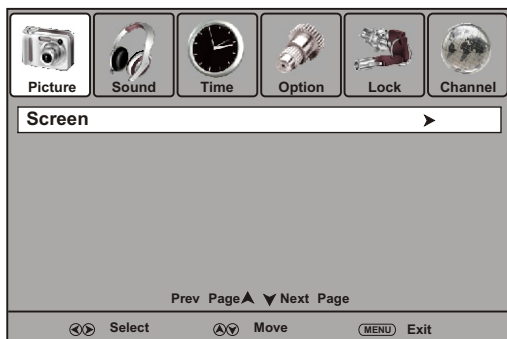 Picture Sound Time Option Lock Channel
Screen
Prev Page Next Page
Select Move MENU Exit